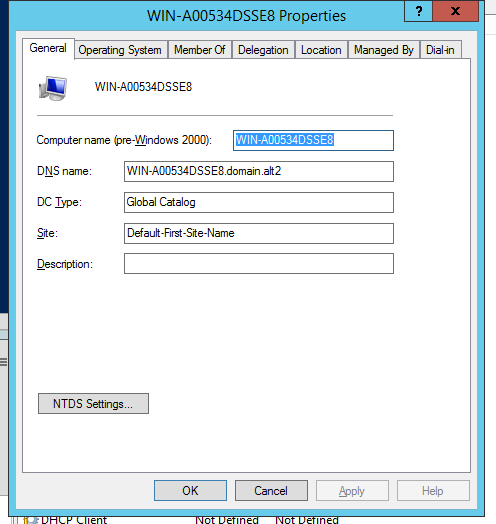 WIN-A00534DSSE8 Properties
?
x
General
Operating System
Member Of
Delegation
Location
Managed By
Dial-in
WIN-A00534DSSE8
Computer name (pre-Windows 2000): WIN-A00534DSSE8
DNS name: WIN-A00534DSSE8.domain.alt2
DC Type: Global Catalog
Site: Default-First-Site-Name
Description:
NTDS Settings...
OK
Cancel
Apply
Help
DHCP Client Not Defined Not Defined